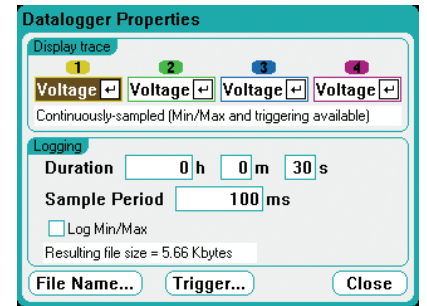 Datalogger Properties
Display trace
1 2 3 4
Voltage ↵ Voltage ↵ Voltage ↵ Voltage ↵
Continuously-sampled (Min/Max and triggering available)
Logging
Duration 0 h 0 m 30 s
Sample Period 100 ms
Log Min/Max
Resulting file size = 5.66 Kbytes
File Name... Trigger... Close